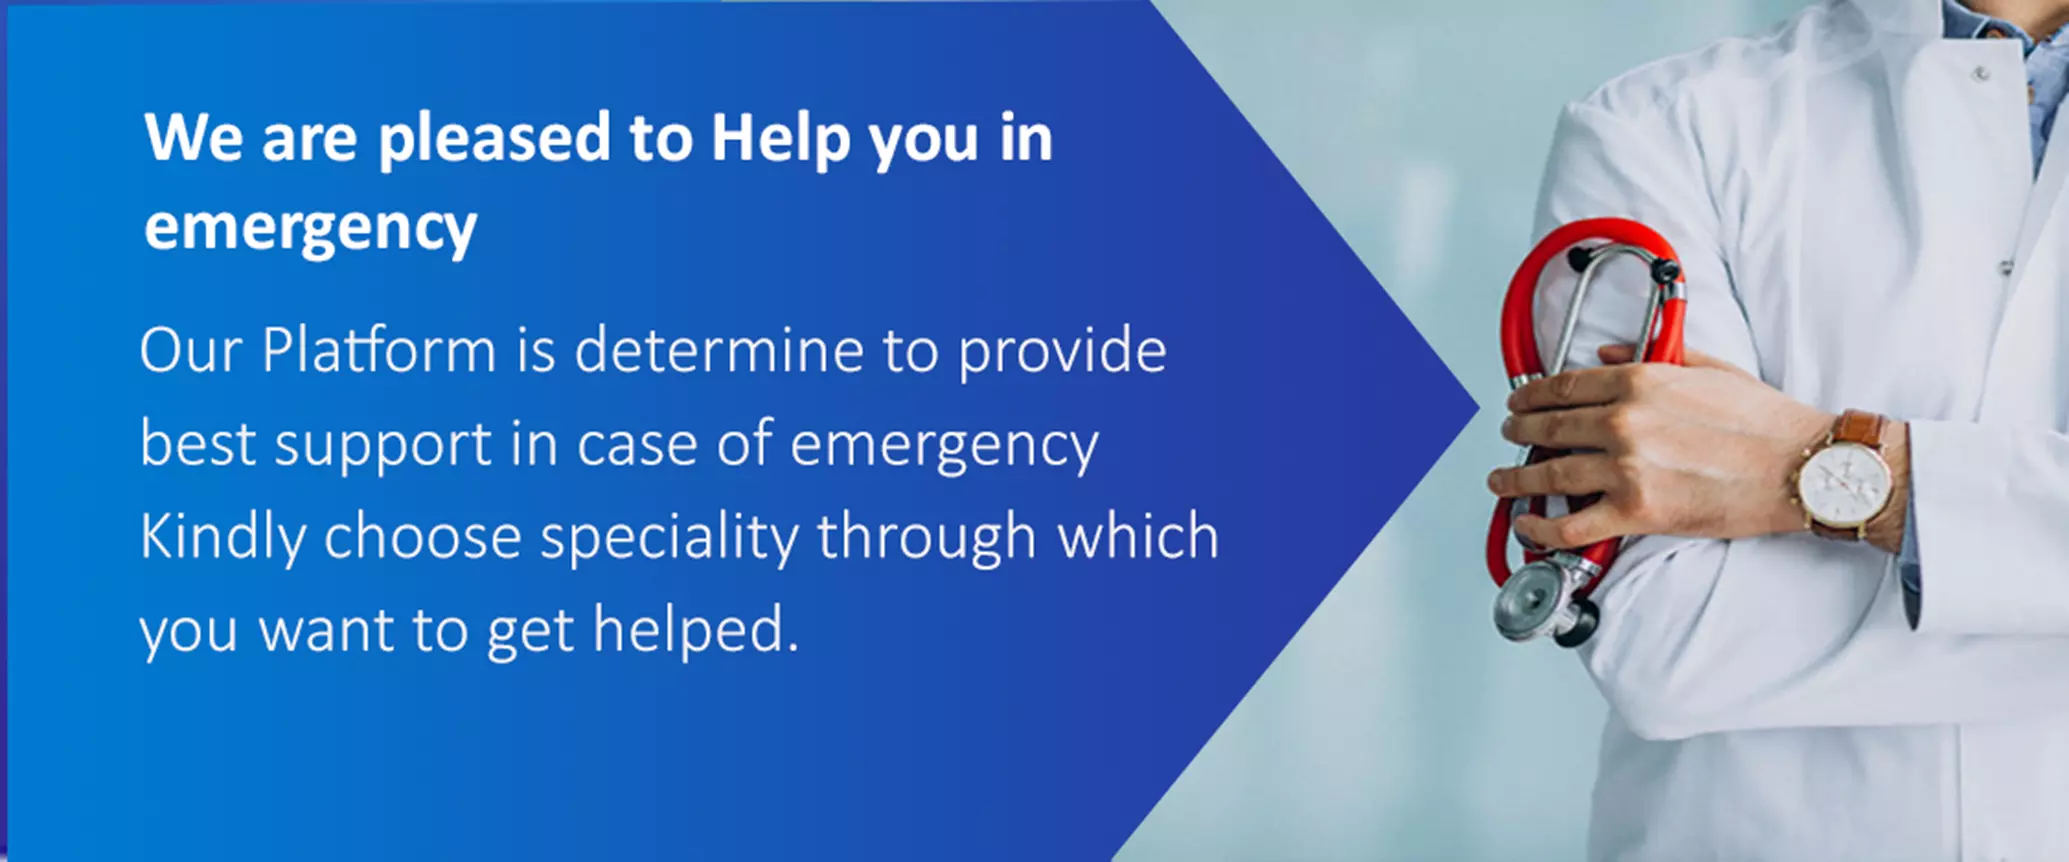 We are pleased to Help you in
emergency
Our Platform is determine to provide
best support in case of emergency
Kindly choose speciality through which
you want to get helped.